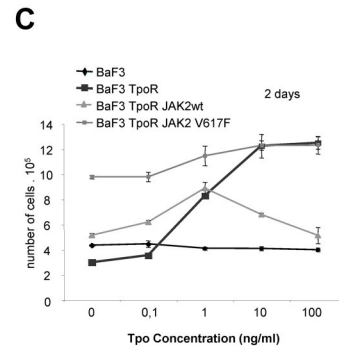 C
BaF3
BaF3 TpoR
BaF3 TpoR JAK2wt
BaF3 TpoR JAK2 V617F
2 days
number of cells . 10⁵
14
12
10
8
6
4
2
0
0 0,1 1 10 100
Tpo Concentration (ng/ml)